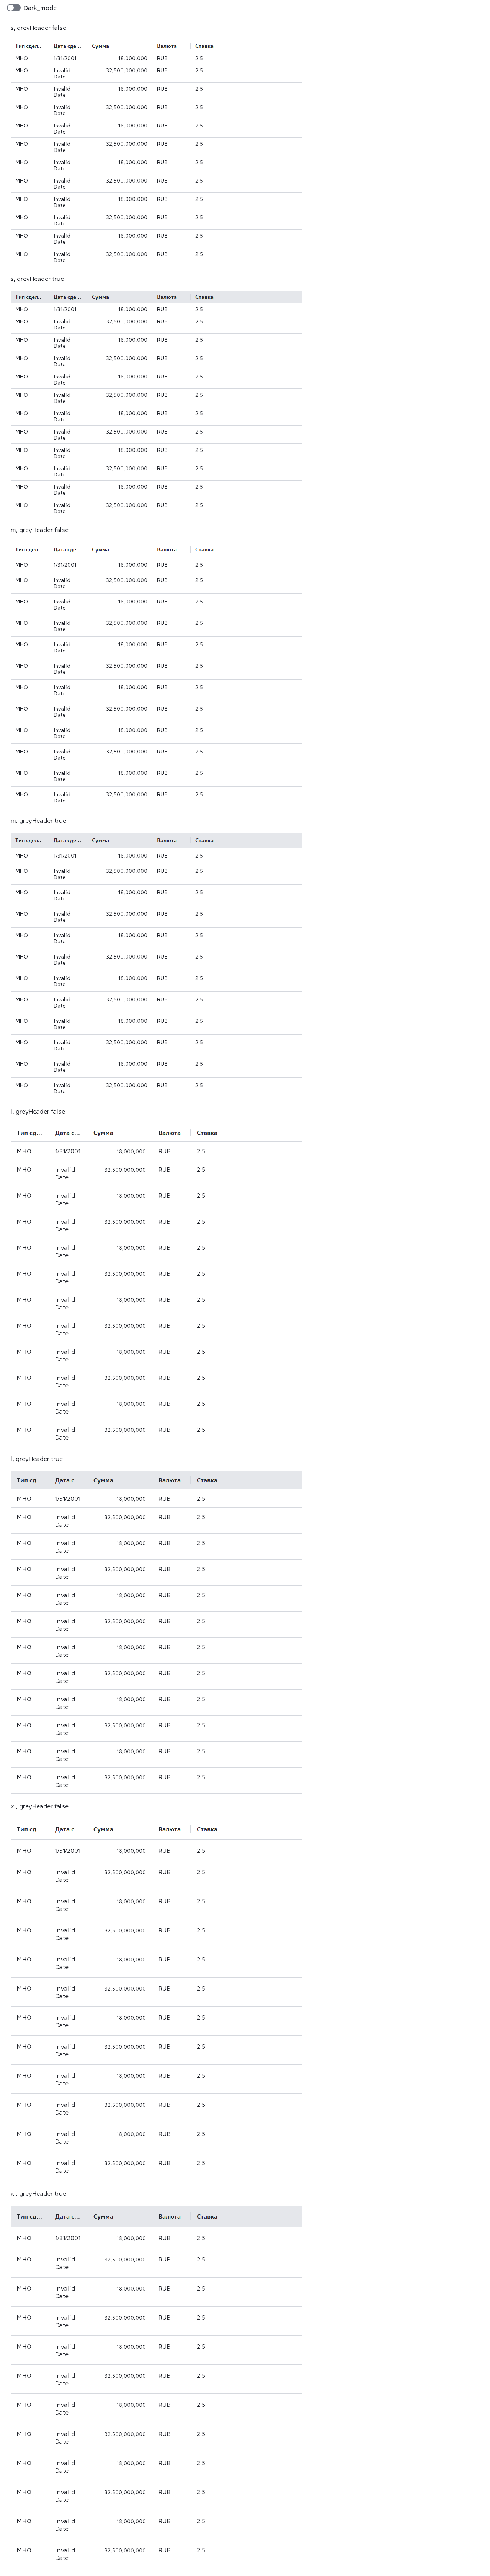 Dark_mode
s, greyHeader false
Тип сдел... Дата сде... Сумма Валюта Ставка
МНО 1/31/2001 18,000,000 RUB 2.5
МНО Invalid 32,500,000,000 RUB 2.5
Date
МНО Invalid 18,000,000 RUB 2.5
Date
МНО Invalid 32,500,000,000 RUB 2.5
Date
МНО Invalid 18,000,000 RUB 2.5
Date
МНО Invalid 32,500,000,000 RUB 2.5
Date
МНО Invalid 18,000,000 RUB 2.5
Date
МНО Invalid 32,500,000,000 RUB 2.5
Date
МНО Invalid 18,000,000 RUB 2.5
Date
МНО Invalid 32,500,000,000 RUB 2.5
Date
МНО Invalid 18,000,000 RUB 2.5
Date
МНО Invalid 32,500,000,000 RUB 2.5
Date
s, greyHeader true
Тип сдел... Дата сде... Сумма Валюта Ставка
МНО 1/31/2001 18,000,000 RUB 2.5
МНО Invalid 32,500,000,000 RUB 2.5
Date
МНО Invalid 18,000,000 RUB 2.5
Date
МНО Invalid 32,500,000,000 RUB 2.5
Date
МНО Invalid 18,000,000 RUB 2.5
Date
МНО Invalid 32,500,000,000 RUB 2.5
Date
МНО Invalid 18,000,000 RUB 2.5
Date
МНО Invalid 32,500,000,000 RUB 2.5
Date
МНО Invalid 18,000,000 RUB 2.5
Date
МНО Invalid 32,500,000,000 RUB 2.5
Date
МНО Invalid 18,000,000 RUB 2.5
Date
МНО Invalid 32,500,000,000 RUB 2.5
Date
m, greyHeader false
Тип сдел... Дата сде... Сумма Валюта Ставка
МНО 1/31/2001 18,000,000 RUB 2.5
МНО Invalid 32,500,000,000 RUB 2.5
Date
МНО Invalid 18,000,000 RUB 2.5
Date
МНО Invalid 32,500,000,000 RUB 2.5
Date
МНО Invalid 18,000,000 RUB 2.5
Date
МНО Invalid 32,500,000,000 RUB 2.5
Date
МНО Invalid 18,000,000 RUB 2.5
Date
МНО Invalid 32,500,000,000 RUB 2.5
Date
МНО Invalid 18,000,000 RUB 2.5
Date
МНО Invalid 32,500,000,000 RUB 2.5
Date
МНО Invalid 18,000,000 RUB 2.5
Date
МНО Invalid 32,500,000,000 RUB 2.5
Date
m, greyHeader true
Тип сдел... Дата сде... Сумма Валюта Ставка
МНО 1/31/2001 18,000,000 RUB 2.5
МНО Invalid 32,500,000,000 RUB 2.5
Date
МНО Invalid 18,000,000 RUB 2.5
Date
МНО Invalid 32,500,000,000 RUB 2.5
Date
МНО Invalid 18,000,000 RUB 2.5
Date
МНО Invalid 32,500,000,000 RUB 2.5
Date
МНО Invalid 18,000,000 RUB 2.5
Date
МНО Invalid 32,500,000,000 RUB 2.5
Date
МНО Invalid 18,000,000 RUB 2.5
Date
МНО Invalid 32,500,000,000 RUB 2.5
Date
МНО Invalid 18,000,000 RUB 2.5
Date
МНО Invalid 32,500,000,000 RUB 2.5
Date
l, greyHeader false
Тип сд... Дата с... Сумма Валюта Ставка
МНО 1/31/2001 18,000,000 RUB 2.5
МНО Invalid 32,500,000,000 RUB 2.5
Date
МНО Invalid 18,000,000 RUB 2.5
Date
МНО Invalid 32,500,000,000 RUB 2.5
Date
МНО Invalid 18,000,000 RUB 2.5
Date
МНО Invalid 32,500,000,000 RUB 2.5
Date
МНО Invalid 18,000,000 RUB 2.5
Date
МНО Invalid 32,500,000,000 RUB 2.5
Date
МНО Invalid 18,000,000 RUB 2.5
Date
МНО Invalid 32,500,000,000 RUB 2.5
Date
МНО Invalid 18,000,000 RUB 2.5
Date
МНО Invalid 32,500,000,000 RUB 2.5
Date
l, greyHeader true
Тип сд... Дата с... Сумма Валюта Ставка
МНО 1/31/2001 18,000,000 RUB 2.5
МНО Invalid 32,500,000,000 RUB 2.5
Date
МНО Invalid 18,000,000 RUB 2.5
Date
МНО Invalid 32,500,000,000 RUB 2.5
Date
МНО Invalid 18,000,000 RUB 2.5
Date
МНО Invalid 32,500,000,000 RUB 2.5
Date
МНО Invalid 18,000,000 RUB 2.5
Date
МНО Invalid 32,500,000,000 RUB 2.5
Date
МНО Invalid 18,000,000 RUB 2.5
Date
МНО Invalid 32,500,000,000 RUB 2.5
Date
МНО Invalid 18,000,000 RUB 2.5
Date
МНО Invalid 32,500,000,000 RUB 2.5
Date
xl, greyHeader false
Тип сд... Дата с... Сумма Валюта Ставка
МНО 1/31/2001 18,000,000 RUB 2.5
МНО Invalid 32,500,000,000 RUB 2.5
Date
МНО Invalid 18,000,000 RUB 2.5
Date
МНО Invalid 32,500,000,000 RUB 2.5
Date
МНО Invalid 18,000,000 RUB 2.5
Date
МНО Invalid 32,500,000,000 RUB 2.5
Date
МНО Invalid 18,000,000 RUB 2.5
Date
МНО Invalid 32,500,000,000 RUB 2.5
Date
МНО Invalid 18,000,000 RUB 2.5
Date
МНО Invalid 32,500,000,000 RUB 2.5
Date
МНО Invalid 18,000,000 RUB 2.5
Date
МНО Invalid 32,500,000,000 RUB 2.5
Date
xl, greyHeader true
Тип сд... Дата с... Сумма Валюта Ставка
МНО 1/31/2001 18,000,000 RUB 2.5
МНО Invalid 32,500,000,000 RUB 2.5
Date
МНО Invalid 18,000,000 RUB 2.5
Date
МНО Invalid 32,500,000,000 RUB 2.5
Date
МНО Invalid 18,000,000 RUB 2.5
Date
МНО Invalid 32,500,000,000 RUB 2.5
Date
МНО Invalid 18,000,000 RUB 2.5
Date
МНО Invalid 32,500,000,000 RUB 2.5
Date
МНО Invalid 18,000,000 RUB 2.5
Date
МНО Invalid 32,500,000,000 RUB 2.5
Date
МНО Invalid 18,000,000 RUB 2.5
Date
МНО Invalid 32,500,000,000 RUB 2.5
Date